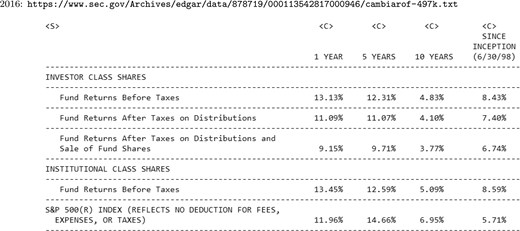 2016: https://www.sec.gov/Archives/edgar/data/878719/000113542817000946/cambiarof-497k.txt
<S> <C> <C> <C> <C>
SINCE
INCEPTION
1 YEAR 5 YEARS 10 YEARS (6/30/98)
INVESTOR CLASS SHARES
Fund Returns Before Taxes 13.13% 12.31% 4.83% 8.43%
Fund Returns After Taxes on Distributions 11.09% 11.07% 4.10% 7.40%
Fund Returns After Taxes on Distributions and
Sale of Fund Shares 9.15% 9.71% 3.77% 6.74%
INSTITUTIONAL CLASS SHARES
Fund Returns Before Taxes 13.45% 12.59% 5.09% 8.59%
S&P 500(R) INDEX (REFLECTS NO DEDUCTION FOR FEES,
EXPENSES, OR TAXES) 11.96% 14.66% 6.95% 5.71%